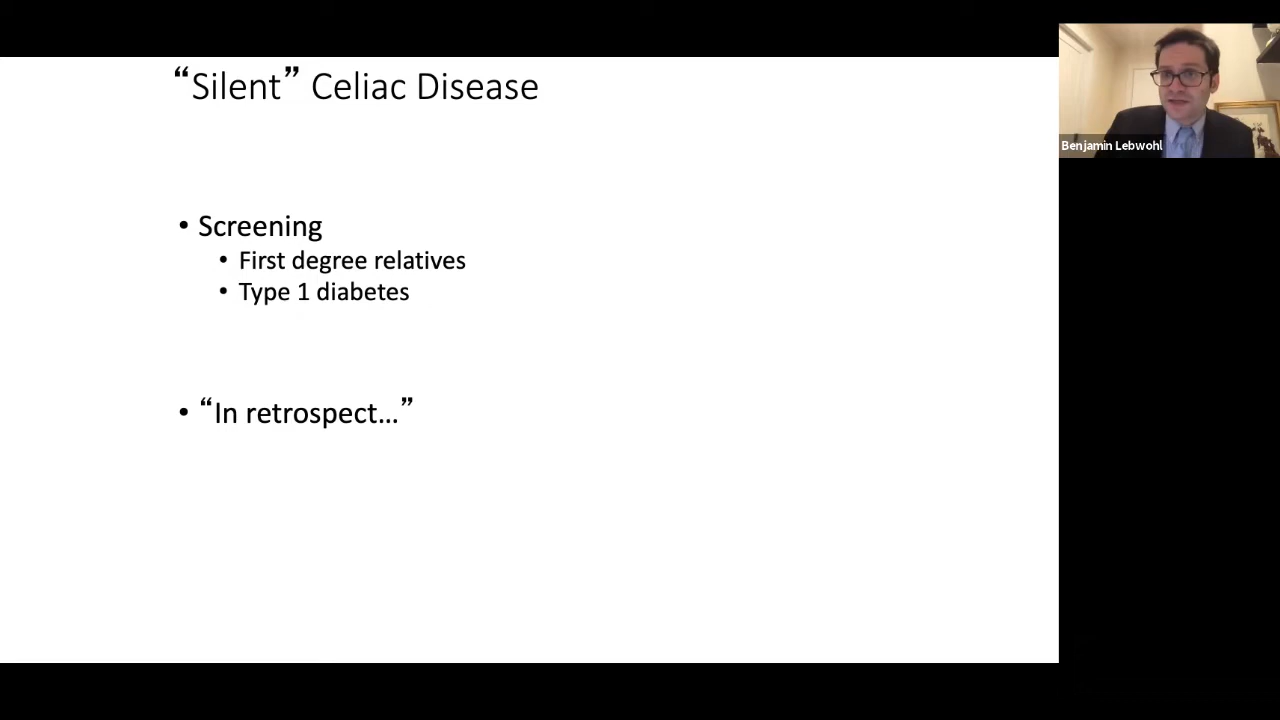 “Silent” Celiac Disease
• Screening
• First degree relatives
• Type 1 diabetes
• “In retrospect…”
Benjamin Lebwohl